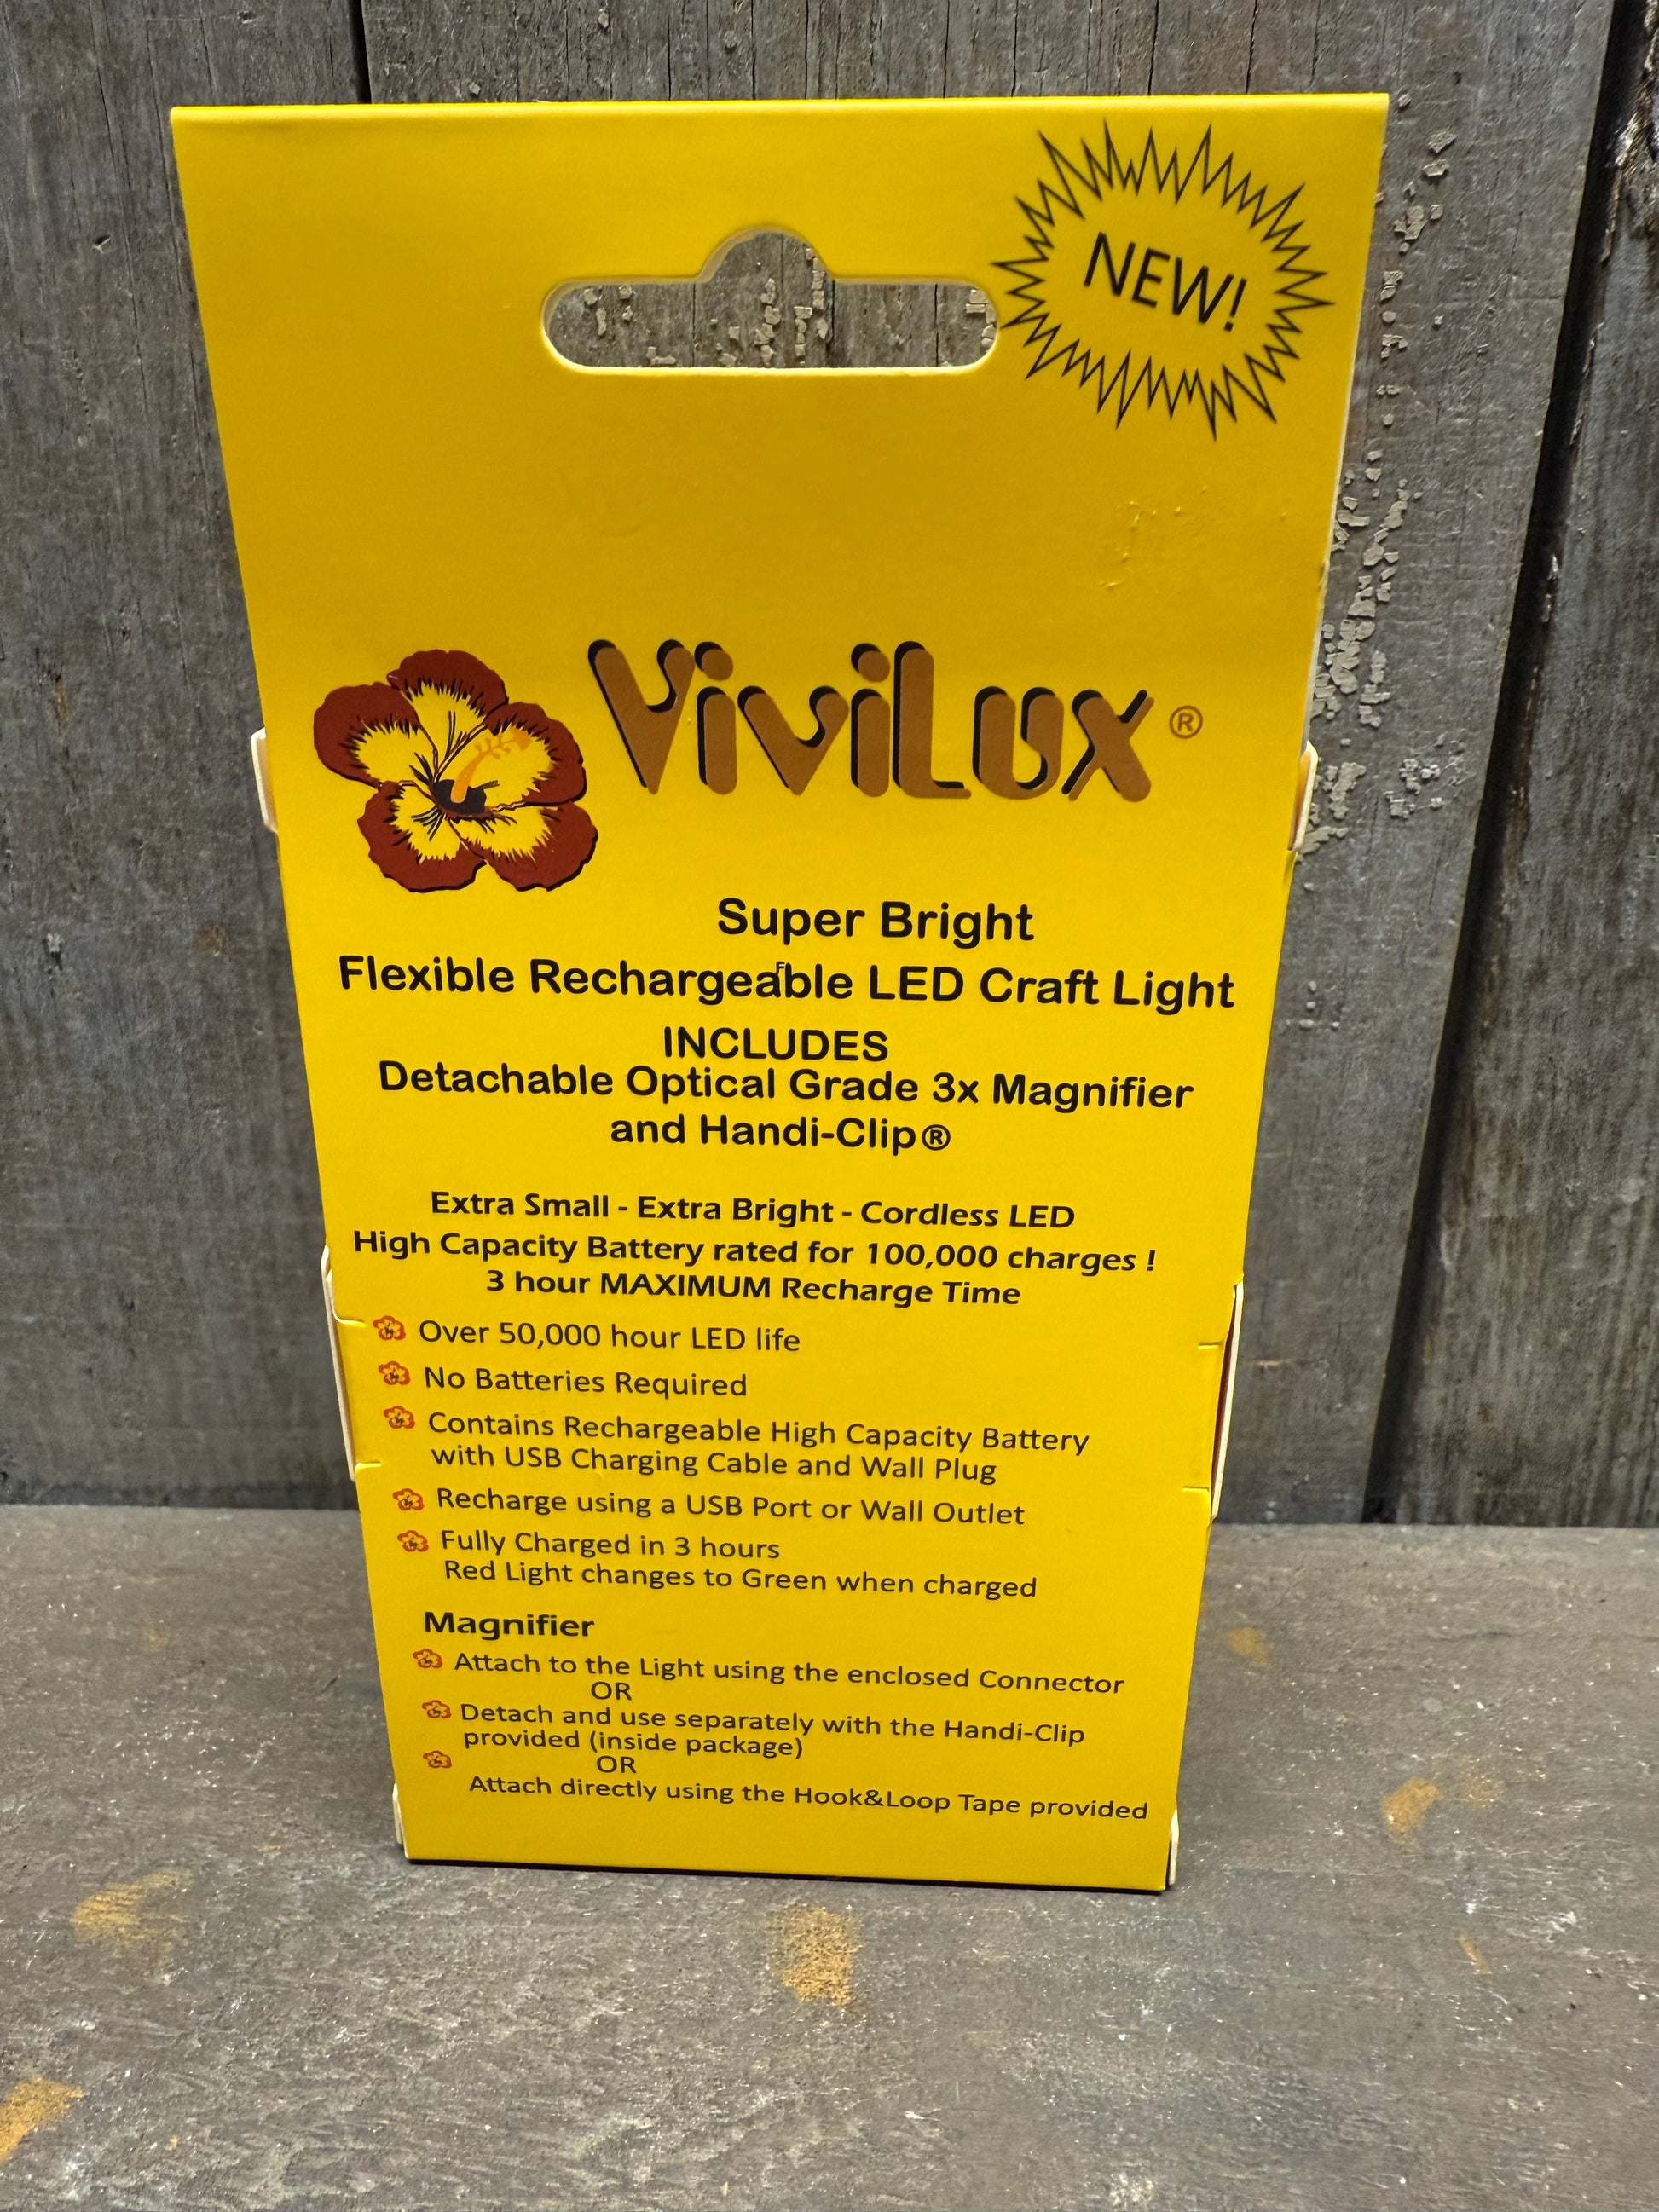 NEW!
ViviLux®
Super Bright
Flexible Rechargeable LED Craft Light
INCLUDES
Detachable Optical Grade 3x Magnifier
and Handi-Clip®
Extra Small - Extra Bright - Cordless LED
High Capacity Battery rated for 100,000 charges !
3 hour MAXIMUM Recharge Time
Over 50,000 hour LED life
No Batteries Required
Contains Rechargeable High Capacity Battery
with USB Charging Cable and Wall Plug
Recharge using a USB Port or Wall Outlet
Fully Charged in 3 hours
Red Light changes to Green when charged
Magnifier
Attach to the Light using the enclosed Connector
OR
Detach and use separately with the Handi-Clip
provided (inside package)
OR
Attach directly using the Hook&Loop Tape provided